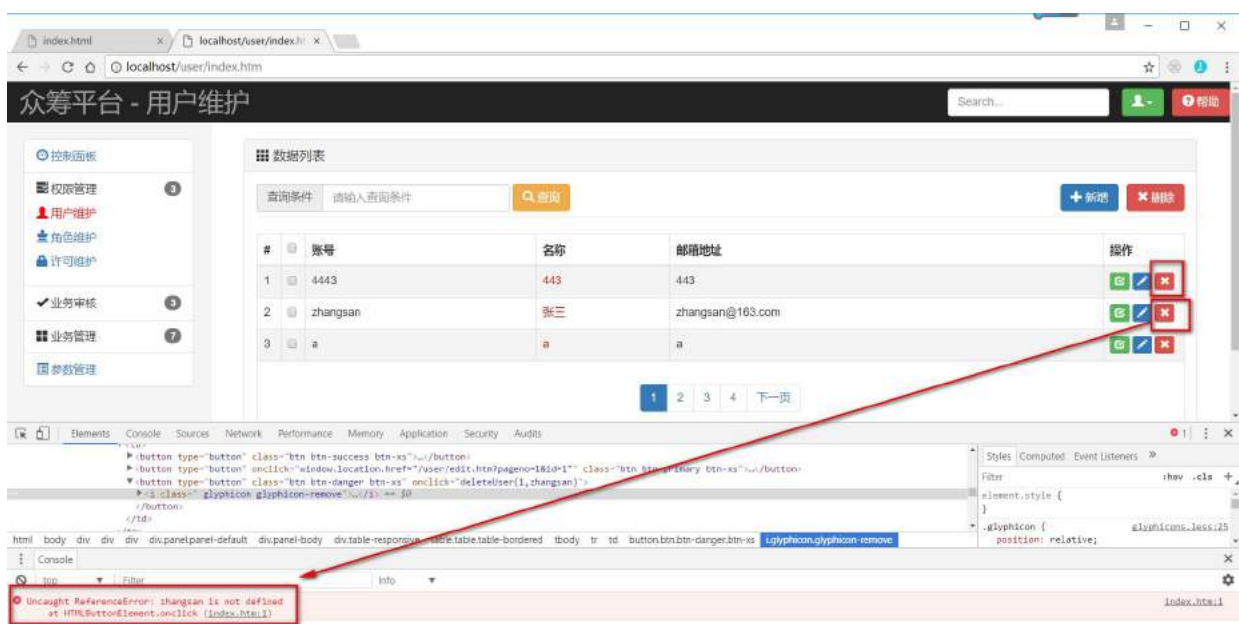 index.html
localhost/user/index.h
localhost/user/index.htm
众筹平台 - 用户维护
Search...
帮助
控制面板
数据列表
权限管理 3
查询条件 请输入查询条件 查询
新增 删除
用户维护
角色维护
许可维护
# 账号 名称 邮箱地址 操作
1 4443 443 443
业务审核 3
2 zhangsan 张三 zhangsan@163.com
业务管理 7
3 a a a
参数管理
1 2 3 4 下一页
Elements Console Sources Network Performance Memory Application Security Audits
1
<button type="button" class="btn btn-success btn-xs">…</button>
<button type="button" onclick="window.location.href="/user/edit.htm?pageno=1&id=1"" class="btn btn-primary btn-xs">…</button>
<button type="button" class="btn btn-danger btn-xs" onclick="deleteUser(1,zhangsan)">
<i class=" glyphicon glyphicon-remove">…</i> == $0
</button>
</td>
Styles Computed Event Listeners »
Filter :hov .cls +
element.style {
}
.glyphicon { glyphicons.less:25
position: relative;
html body div div div div.panel.panel-default div.panel-body div.table-responsive table.table.table-bordered tbody tr td button.btn.btn-danger.btn-xs i.glyphicon.glyphicon-remove
Console
top Filter Info
Uncaught ReferenceError: zhangsan is not defined
at HTMLButtonElement.onclick (index.htm:1)
index.htm:1